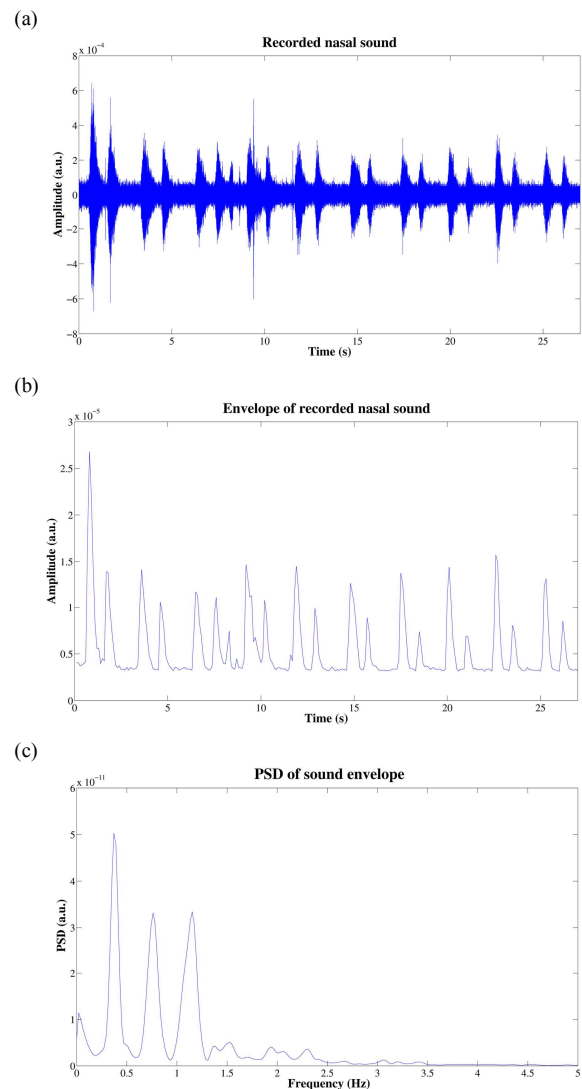 (a)
Recorded nasal sound
x 10⁻⁴
8
6
4
2
0
−2
−4
−6
−8
Amplitude (a.u.)
0 5 10 15 20 25
Time (s)
(b)
Envelope of recorded nasal sound
x 10⁻⁵
3
2.5
2
1.5
1
0.5
0
Amplitude (a.u.)
0 5 10 15 20 25
Time (s)
(c)
PSD of sound envelope
x 10⁻¹¹
6
5
4
3
2
1
0
PSD (a.u.)
0 0.5 1 1.5 2 2.5 3 3.5 4 4.5 5
Frequency (Hz)